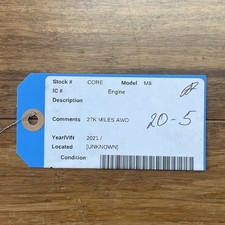 Stock # CORE Model M8
IC # Engine
Description
Comments 27K MILES AWD
20-5
Year/VIN 2021 /
Located [UNKNOWN]
Condition